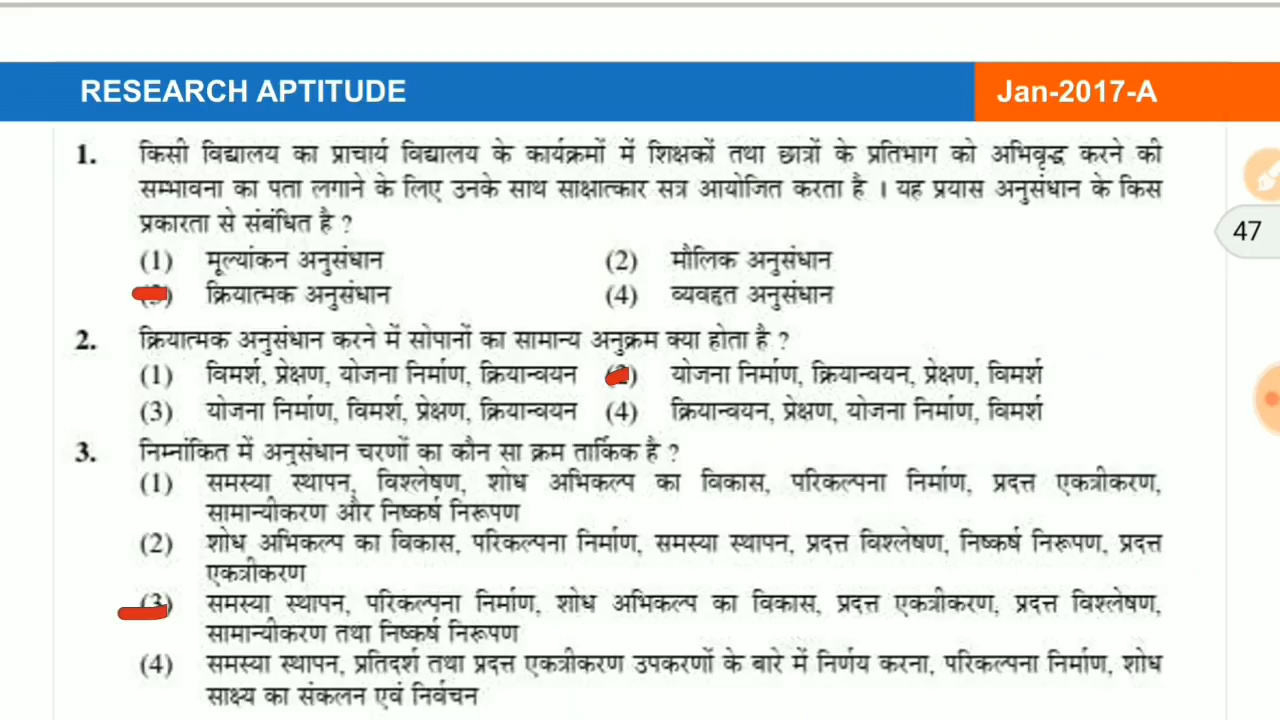 RESEARCH APTITUDE
Jan-2017-A
1. किसी विद्यालय का प्राचार्य विद्यालय के कार्यक्रमों में शिक्षकों तथा छात्रों के प्रतिभाग को अभिवृद्ध करने की
सम्भावना का पता लगाने के लिए उनके साथ साक्षात्कार सत्र आयोजित करता है । यह प्रयास अनुसंधान के किस
प्रकारता से संबंधित है ?
(1) मूल्यांकन अनुसंधान (2) मौलिक अनुसंधान
(3) क्रियात्मक अनुसंधान (4) व्यवहृत अनुसंधान
2. क्रियात्मक अनुसंधान करने में सोपानों का सामान्य अनुक्रम क्या होता है ?
(1) विमर्श, प्रेक्षण, योजना निर्माण, क्रियान्वयन (2) योजना निर्माण, क्रियान्वयन, प्रेक्षण, विमर्श
(3) योजना निर्माण, विमर्श, प्रेक्षण, क्रियान्वयन (4) क्रियान्वयन, प्रेक्षण, योजना निर्माण, विमर्श
3. निम्नांकित में अनुसंधान चरणों का कौन सा क्रम तार्किक है ?
(1) समस्या स्थापन, विश्लेषण, शोध अभिकल्प का विकास, परिकल्पना निर्माण, प्रदत्त एकत्रीकरण,
सामान्यीकरण और निष्कर्ष निरूपण
(2) शोध अभिकल्प का विकास, परिकल्पना निर्माण, समस्या स्थापन, प्रदत्त विश्लेषण, निष्कर्ष निरूपण, प्रदत्त
एकत्रीकरण
(3) समस्या स्थापन, परिकल्पना निर्माण, शोध अभिकल्प का विकास, प्रदत्त एकत्रीकरण, प्रदत्त विश्लेषण,
सामान्यीकरण तथा निष्कर्ष निरूपण
(4) समस्या स्थापन, प्रतिदर्श तथा प्रदत्त एकत्रीकरण उपकरणों के बारे में निर्णय करना, परिकल्पना निर्माण, शोध
साक्ष्य का संकलन एवं निर्वचन
47